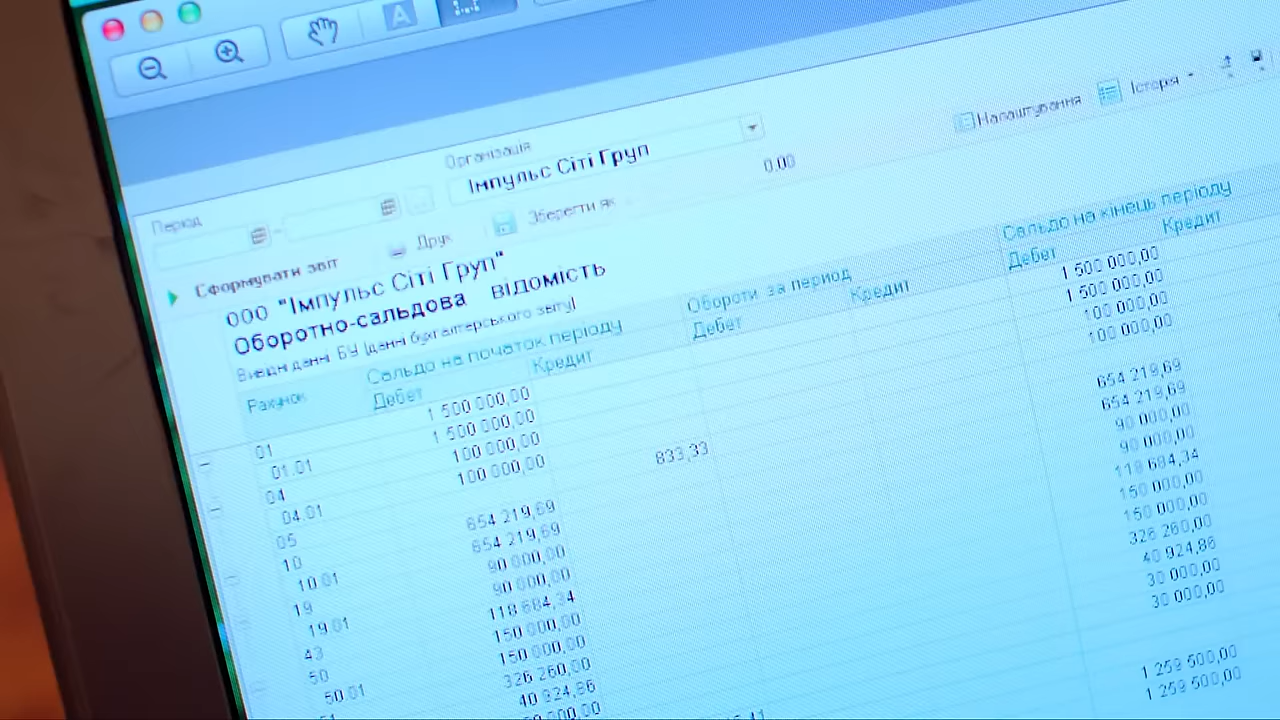 A
Організація
Імпульс Сіті Груп
Налаштування
Історія
Період
0.00
Сформувати звіт
Друк
Зберегти як
ООО "Імпульс Сіті Груп"
Оборотно-сальдова відомість
данні БУ (данні бухгалтерського звіту)
Рахунок Сальдо на початок періоду Обороти за период Сальдо на кінець періоду
Дебет Кредит Дебет Кредит Дебет Кредит
01 1 500 000,00 1 500 000,00
01.01 1 500 000,00 1 500 000,00
04 100 000,00 100 000,00
04.01 100 000,00 100 000,00
05 833,33
10 654 219,69 654 219,69
10.01 654 219,69 654 219,69
19 90 000,00 90 000,00
19.01 90 000,00 90 000,00
43 118 684,34 118 684,34
50 150 000,00 150 000,00
50.01 150 000,00 150 000,00
51 326 260,00 326 260,00
40 924,86 40 924,86
30 000,00
30 000,00
1 259 500,00
1 259 500,00